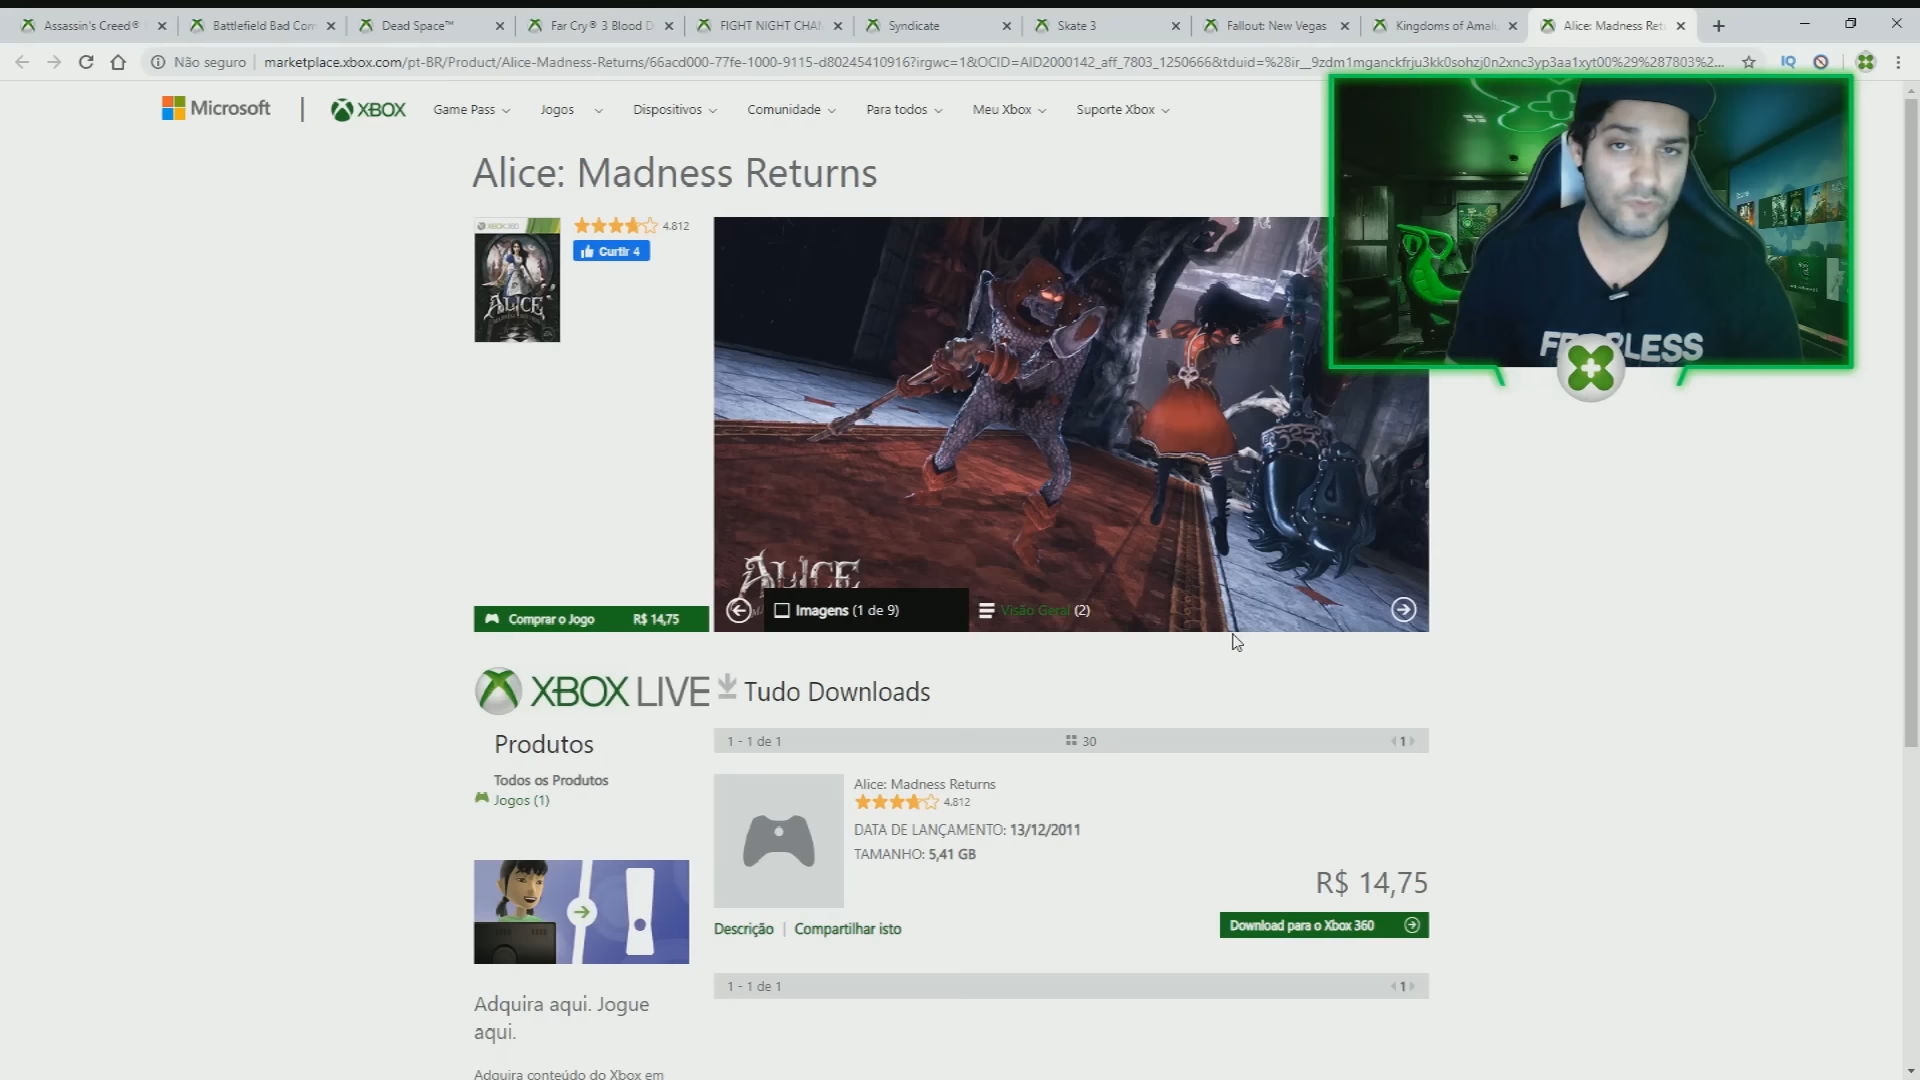 Assassin's Creed®
Battlefield Bad Com
Dead Space™
Far Cry® 3 Blood D
FIGHT NIGHT CHA
Syndicate
Skate 3
Fallout: New Vegas
Kingdoms of Amalu
Alice: Madness Retu
Não seguro
marketplace.xbox.com/pt-BR/Product/Alice-Madness-Returns/66acd000-77fe-1000-9115-d80245410916?irgwc=1&OCID=AID2000142_aff_7803_1250666&tduid=%28ir__9zdm1mganckfrju3kk0sohzj0n2xnc3yp3aa1xyt00%29%287803%2...
IQ
Microsoft
XBOX
Game Pass
Jogos
Dispositivos
Comunidade
Para todos
Meu Xbox
Suporte Xbox
Alice: Madness Returns
XBOX 360
ALICE
4.812
Curtir 4
ALICE
Imagens (1 de 9)
Visão Geral (2)
Comprar o Jogo R$ 14,75
XBOX LIVE
Tudo Downloads
Produtos
Todos os Produtos
Jogos (1)
1 - 1 de 1
30
1
Alice: Madness Returns
4.812
DATA DE LANÇAMENTO: 13/12/2011
TAMANHO: 5,41 GB
R$ 14,75
Download para o Xbox 360
Descrição | Compartilhar isto
1 - 1 de 1
1
Adquira aqui. Jogue
aqui.
Adquira conteúdo do Xbox em